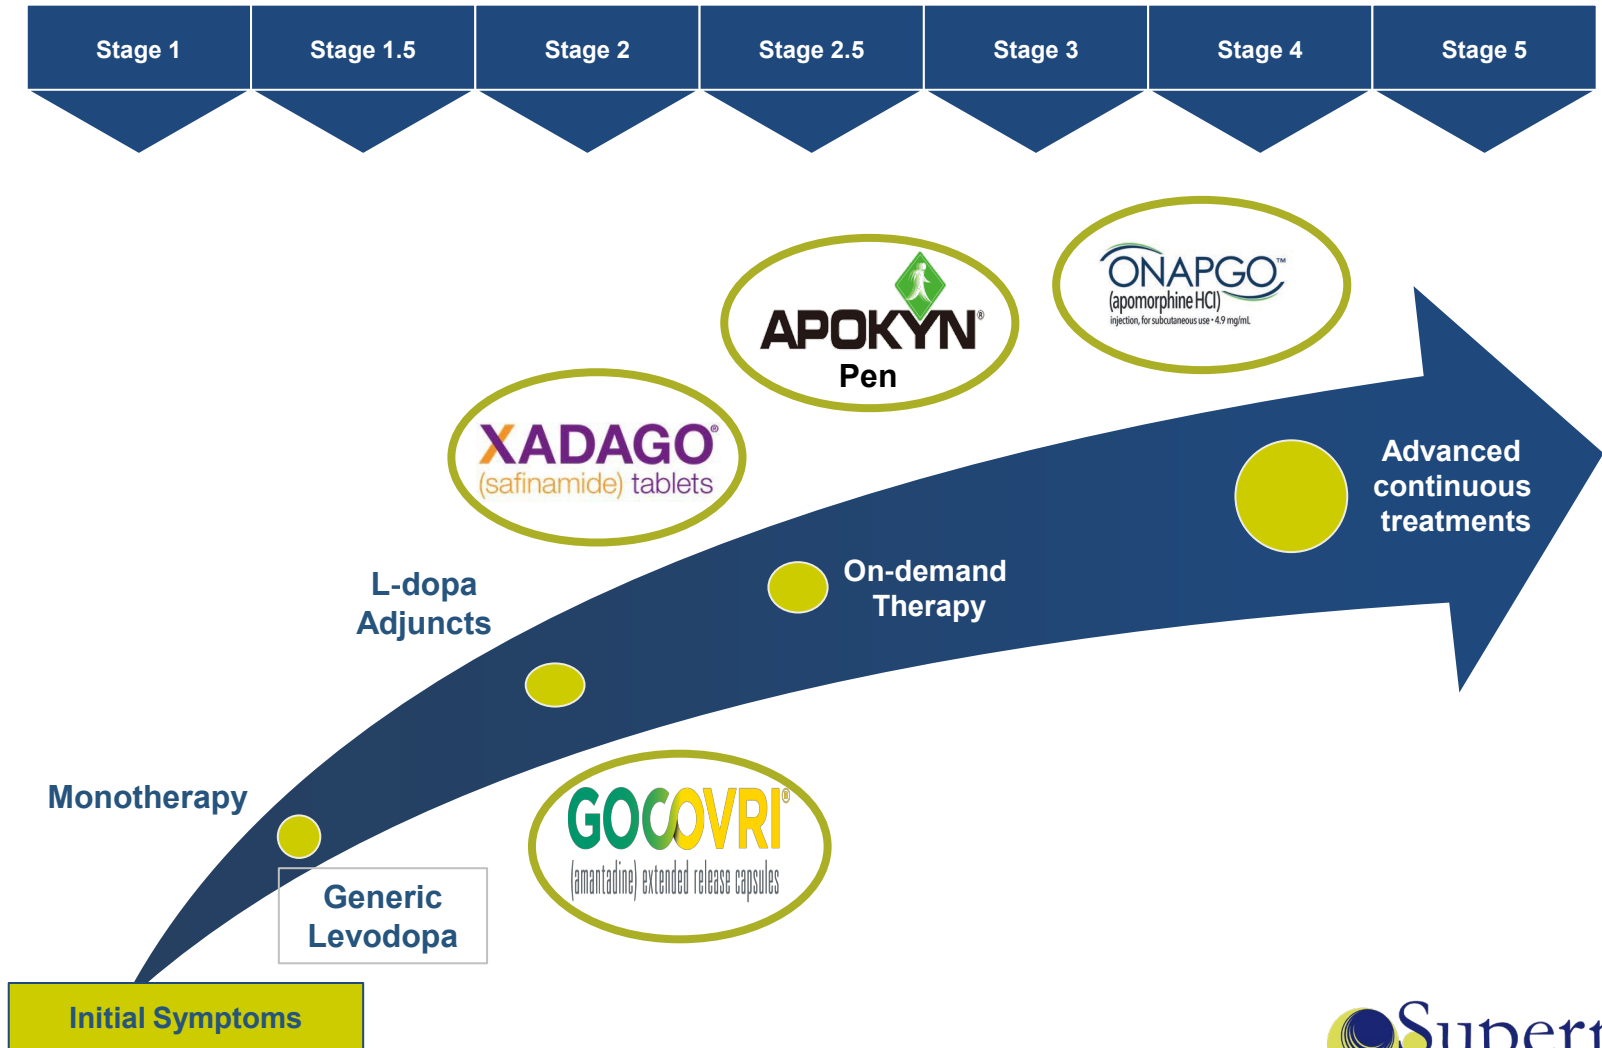 Stage 1
Stage 1.5
Stage 2
Stage 2.5
Stage 3
Stage 4
Stage 5
ONAPGO™
(apomorphine HCl)
injection, for subcutaneous use • 4.9 mg/mL
APOKYN®
Pen
XADAGO®
(safinamide) tablets
Advanced
continuous
treatments
On-demand
Therapy
L-dopa
Adjuncts
Monotherapy
GOCOVRI®
(amantadine) extended release capsules
Generic
Levodopa
Initial Symptoms